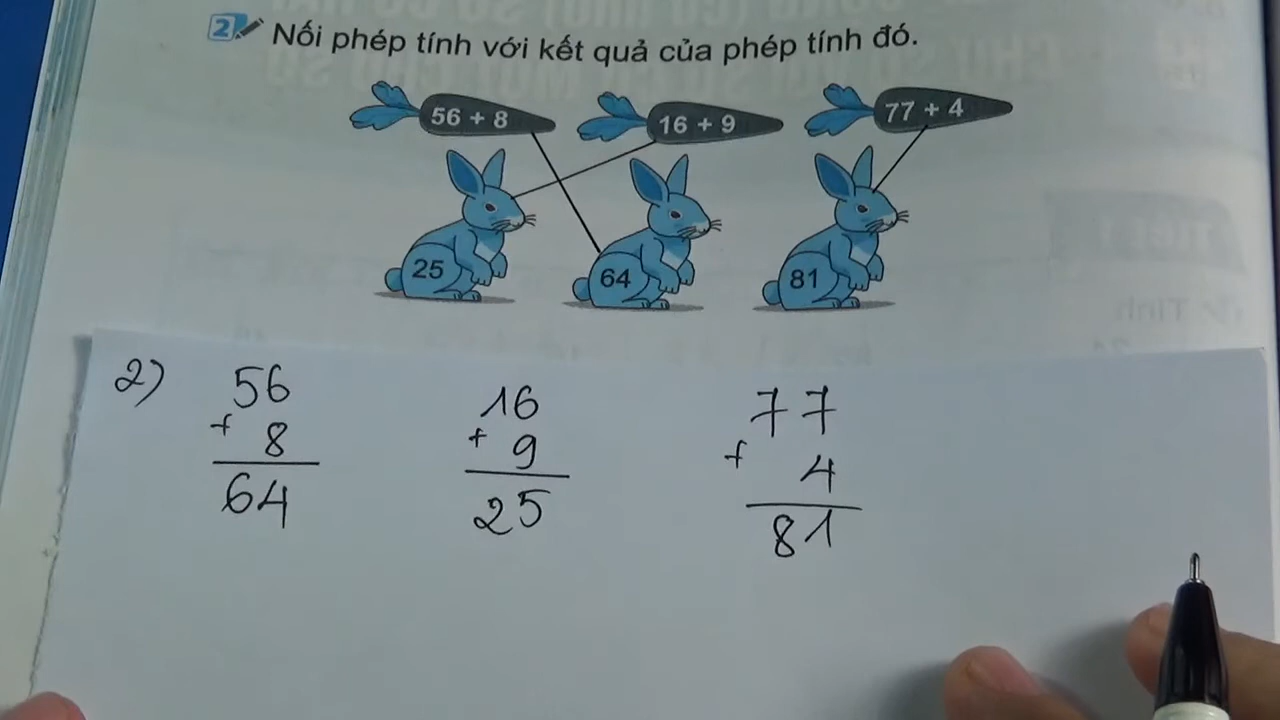 2 Nối phép tính với kết quả của phép tính đó.
56 + 8 16 + 9 77 + 4
25 64 81
2) 56 16 77
+ 8 + 9 + 4
64 25 81